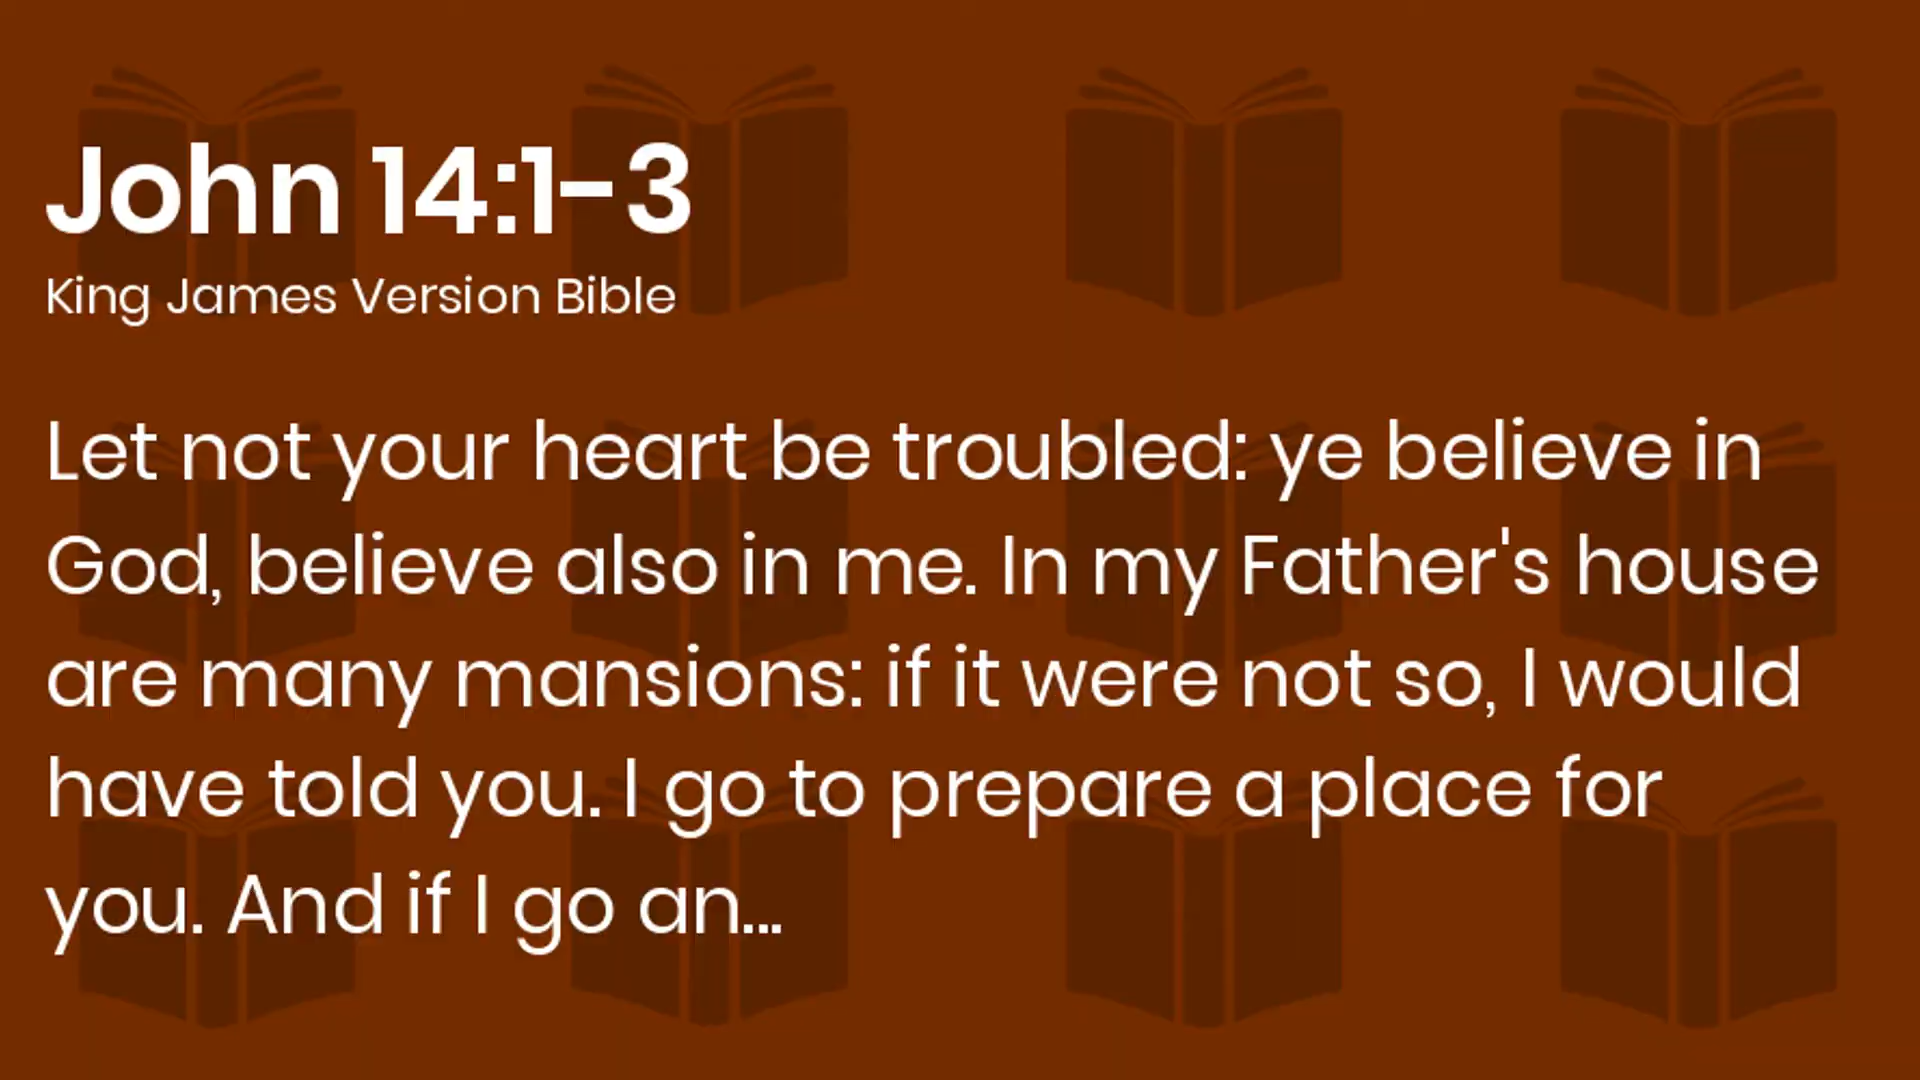 John 14:1-3
King James Version Bible
Let not your heart be troubled: ye believe in
God, believe also in me. In my Father's house
are many mansions: if it were not so, I would
have told you. I go to prepare a place for
you. And if I go an...